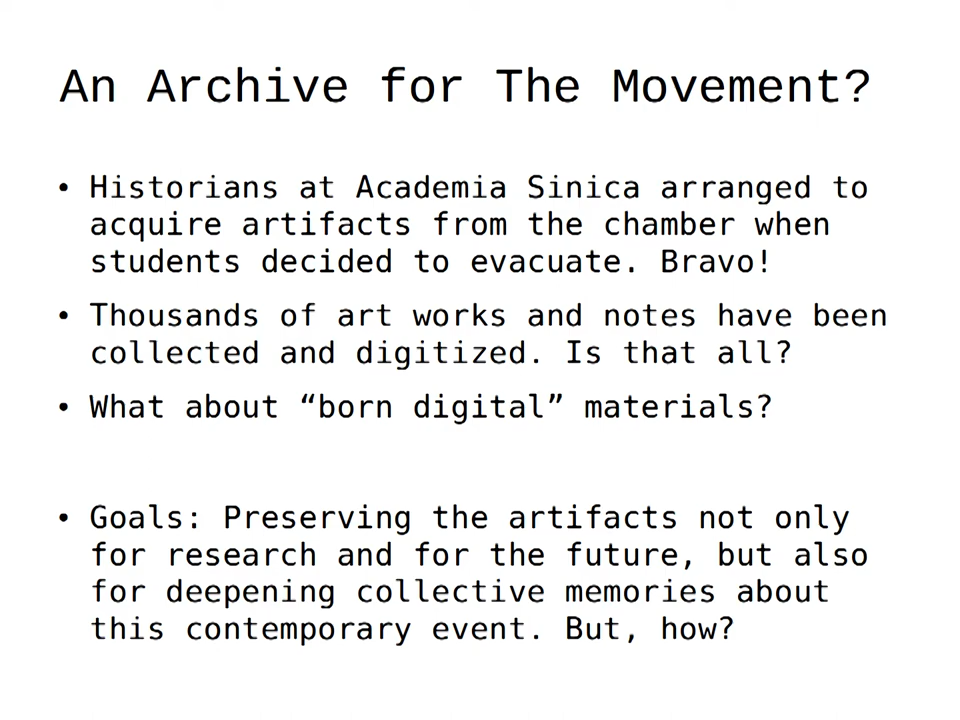 An Archive for The Movement?
• Historians at Academia Sinica arranged to
acquire artifacts from the chamber when
students decided to evacuate. Bravo!
• Thousands of art works and notes have been
collected and digitized. Is that all?
• What about “born digital” materials?
• Goals: Preserving the artifacts not only
for research and for the future, but also
for deepening collective memories about
this contemporary event. But, how?